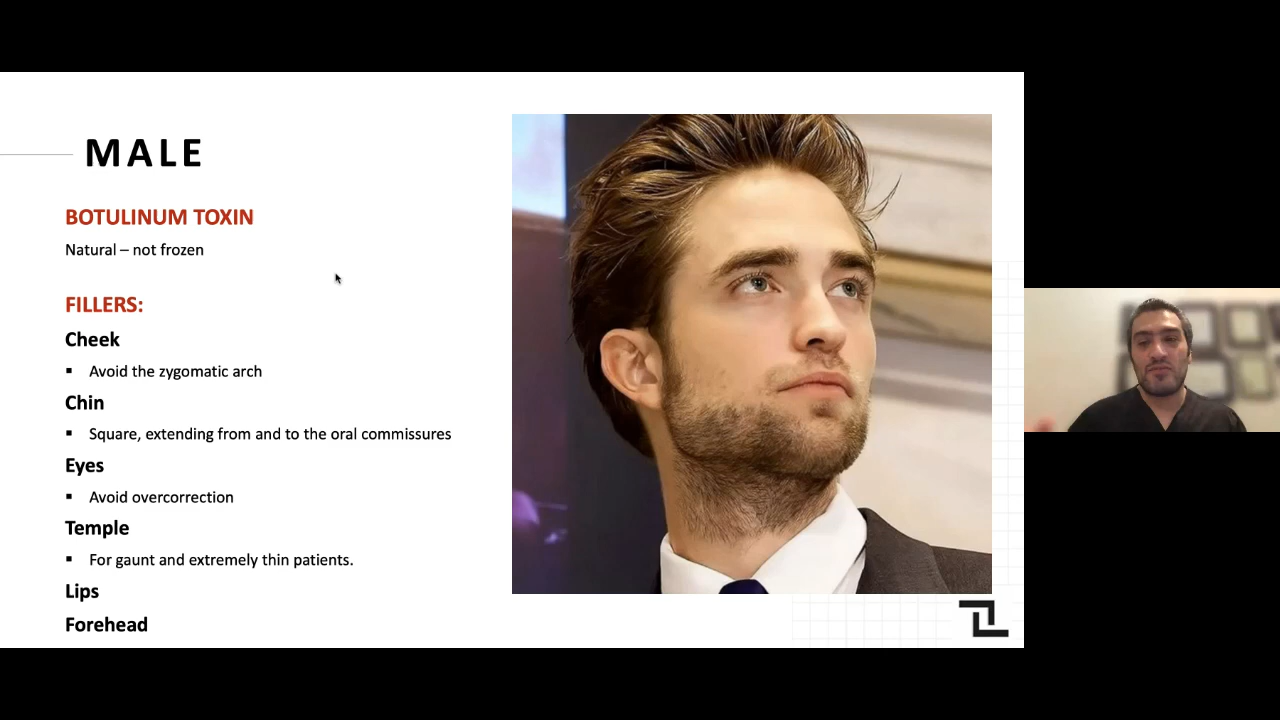 MALE
BOTULINUM TOXIN
Natural – not frozen
FILLERS:
Cheek
▪ Avoid the zygomatic arch
Chin
▪ Square, extending from and to the oral commissures
Eyes
▪ Avoid overcorrection
Temple
▪ For gaunt and extremely thin patients.
Lips
Forehead